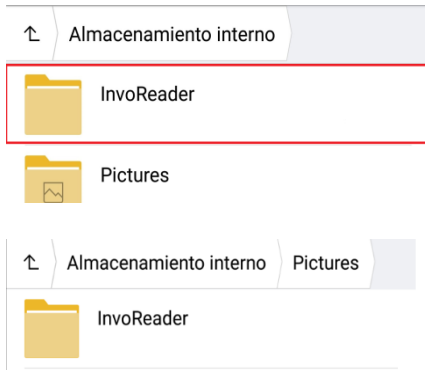 Almacenamiento interno
InvoReader
Pictures
Almacenamiento interno Pictures
InvoReader